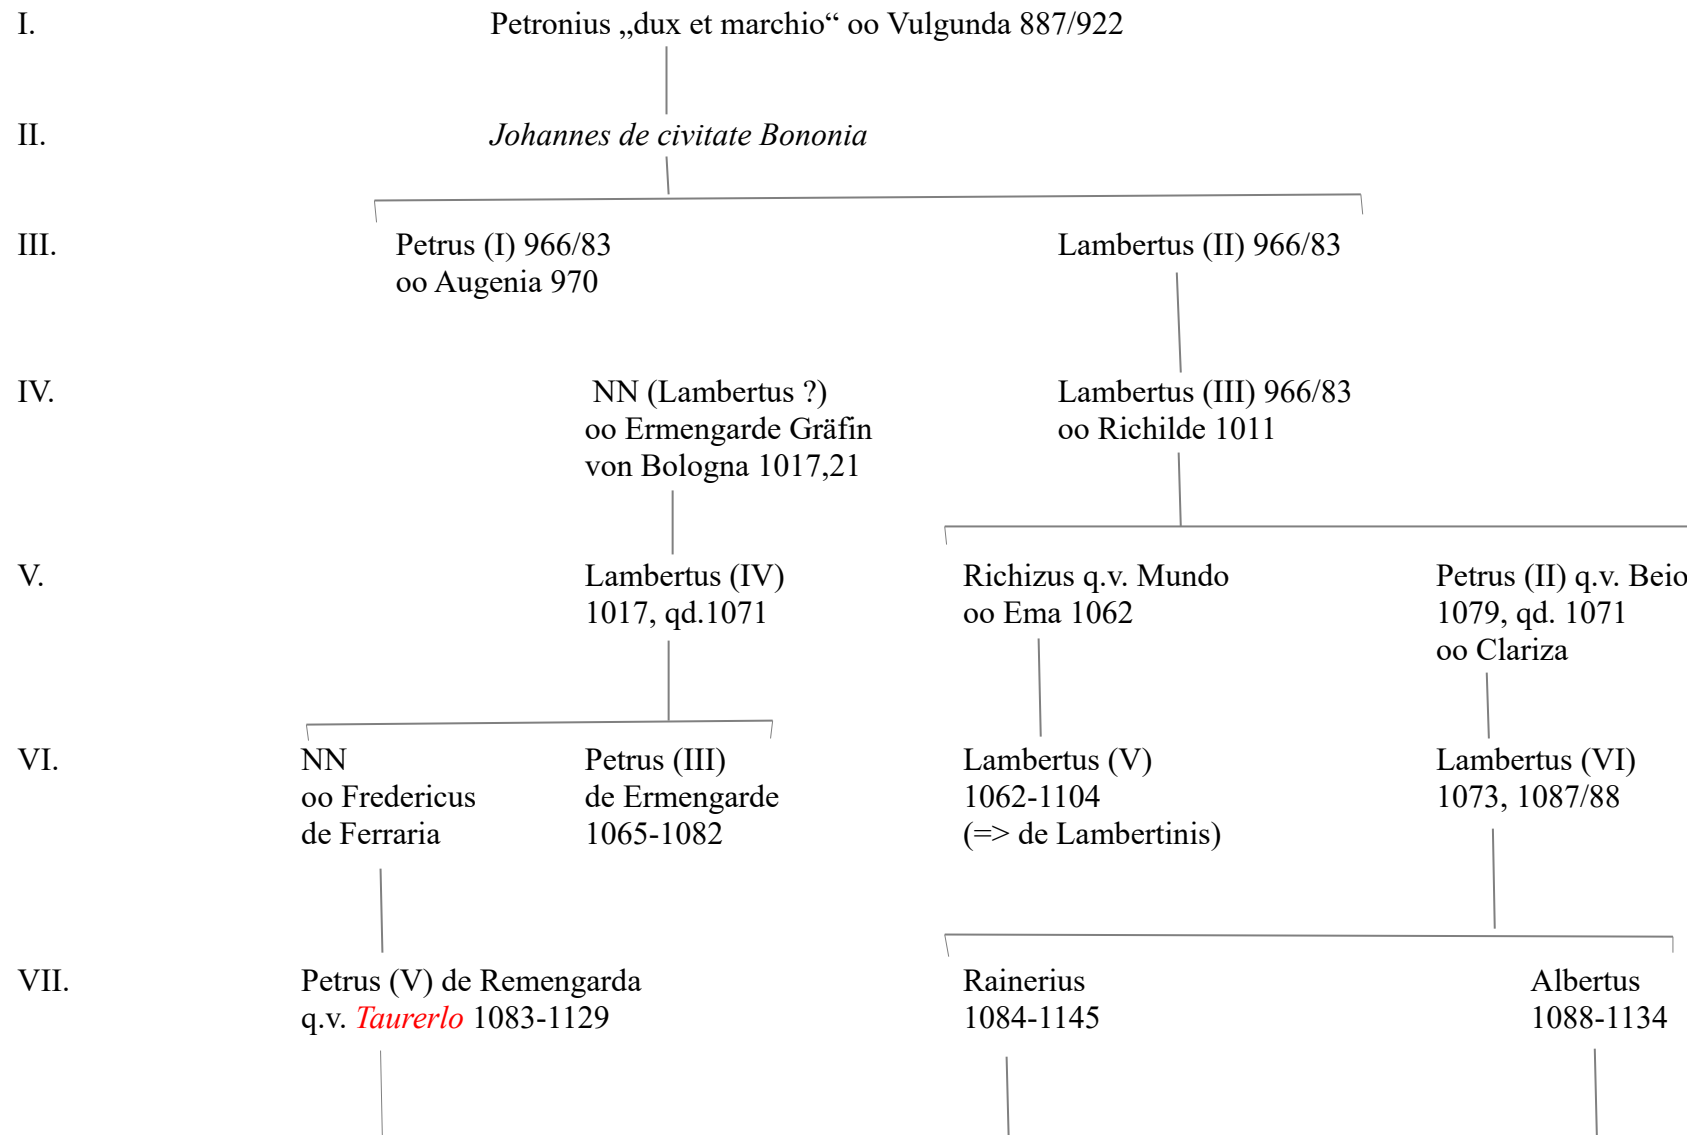 I.
Petronius „dux et marchio“ oo Vulgunda 887/922
II.
Johannes de civitate Bononia
III.
Petrus (I) 966/83
oo Augenia 970
Lambertus (II) 966/83
IV.
NN (Lambertus ?)
oo Ermengarde Gräfin
von Bologna 1017,21
Lambertus (III) 966/83
oo Richilde 1011
V.
Lambertus (IV)
1017, qd.1071
Richizus q.v. Mundo
oo Ema 1062
Petrus (II) q.v. Beio
1079, qd. 1071
oo Clariza
VI.
NN
oo Fredericus
de Ferraria
Petrus (III)
de Ermengarde
1065-1082
Lambertus (V)
1062-1104
(=> de Lambertinis)
Lambertus (VI)
1073, 1087/88
VII.
Petrus (V) de Remengarda
q.v. Taurerlo 1083-1129
Rainerius
1084-1145
Albertus
1088-1134